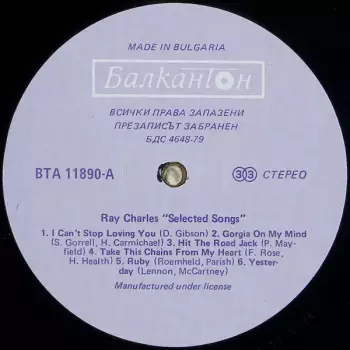 MADE IN BULGARIA
Балкантон
ВСИЧКИ ПРАВА ЗАПАЗЕНИ
ПРЕЗАПИСЪТ ЗАБРАНЕН
БДС 4648-79
ВТА 11890-А
33 СТЕРЕО
Ray Charles "Selected Songs"
1. I Can't Stop Loving You (D. Gibson) 2. Gorgia On My Mind
(S. Gorrell, H. Carmichael) 3. Hit The Road Jack (P. May-
field) 4. Take This Chains From My Heart (F. Rose,
H. Health) 5. Ruby (Roemheld, Parish) 6. Yester-
day (Lennon, McCartney)
Manufactured under license